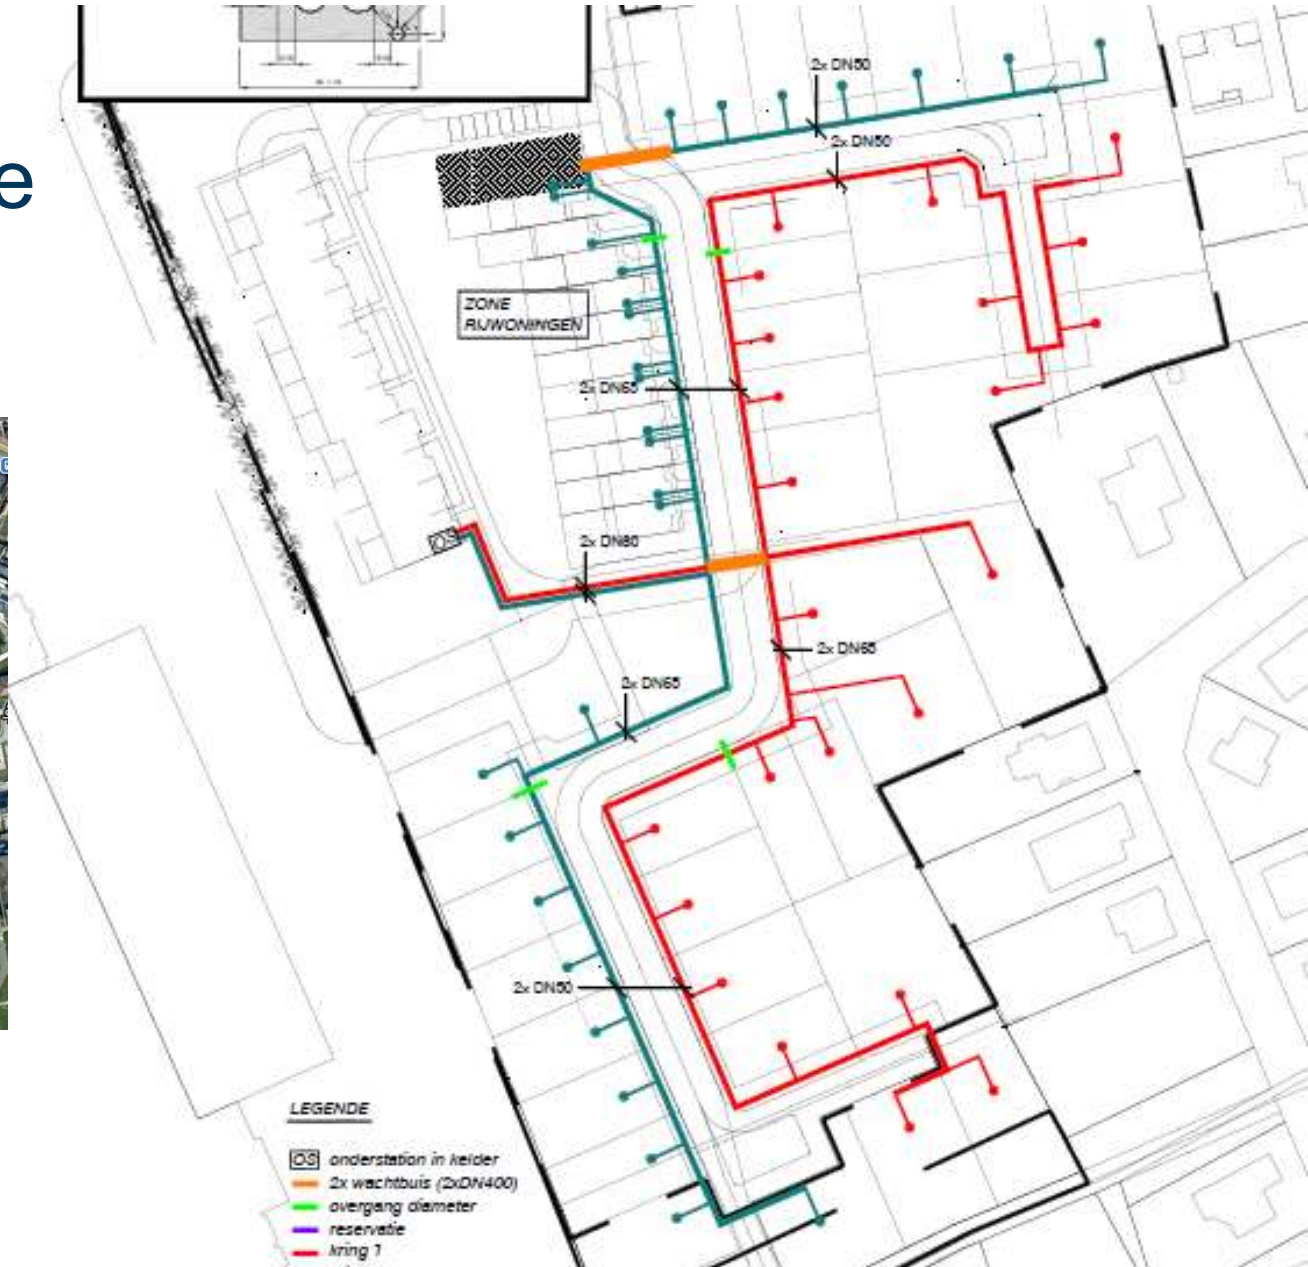 e
2x DN50
2x DN50
ZONE
RIJWONINGEN
2x DN65
2x DN80
OS
2x DN65
2x DN65
2x DN50
LEGENDE
OS onderstation in kelder
2x wachtbuis (2xDN400)
overgang diameter
reservatie
kring 1